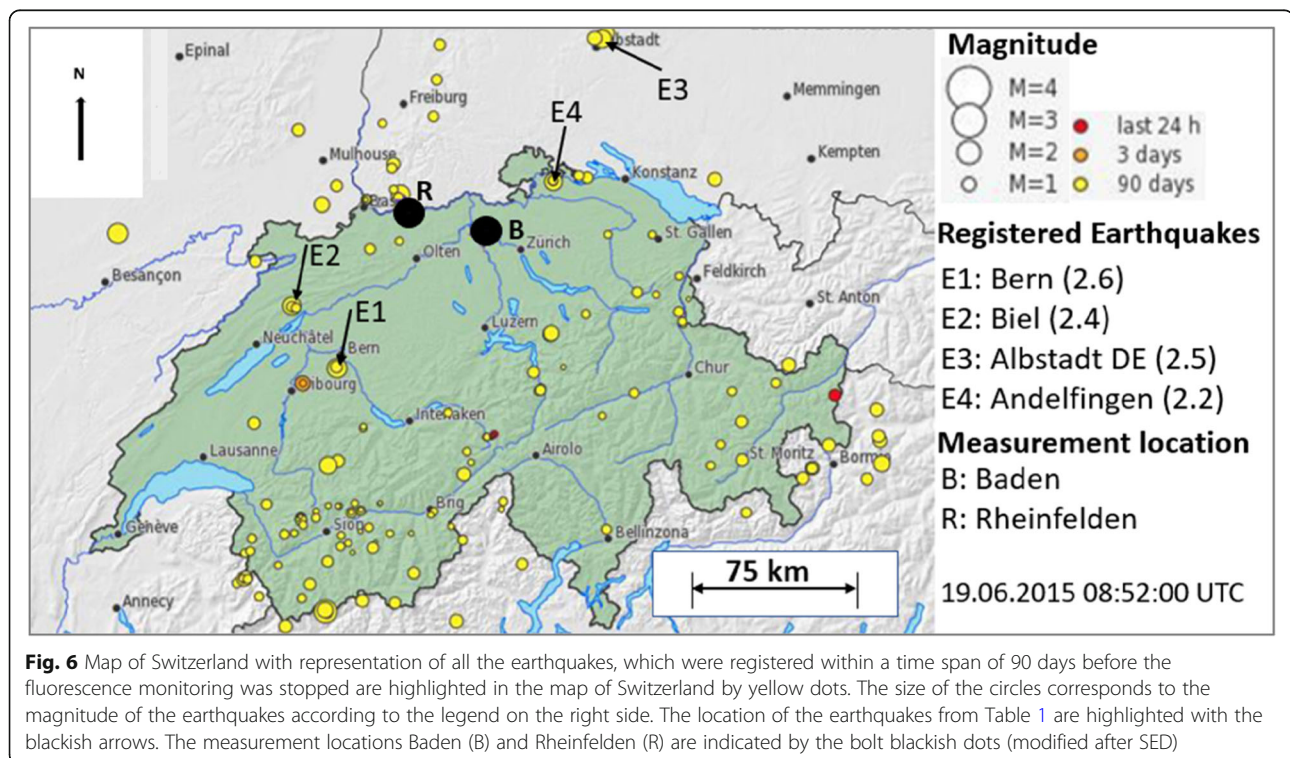 Epinal
N
Freiburg
Mulhouse
E3
E4
Memmingen
Kempten
Konstanz
R
B
Zürich
Olten
St. Gallen
Feldkirch
St. Anton
Besançon
E2
E1
Neuchâtel
Bern
Luzern
Chur
Interlaken
Airolo
St. Moritz
Lausanne
Brig
Sion
Genève
Bellinzona
Annecy
75 km
Magnitude
M=4
M=3
M=2
M=1
last 24 h
3 days
90 days
Registered Earthquakes
E1: Bern (2.6)
E2: Biel (2.4)
E3: Albstadt DE (2.5)
E4: Andelfingen (2.2)
Measurement location
B: Baden
R: Rheinfelden
19.06.2015 08:52:00 UTC
Fig. 6 Map of Switzerland with representation of all the earthquakes, which were registered within a time span of 90 days before the
fluorescence monitoring was stopped are highlighted in the map of Switzerland by yellow dots. The size of the circles corresponds to the
magnitude of the earthquakes according to the legend on the right side. The location of the earthquakes from Table 1 are highlighted with the
blackish arrows. The measurement locations Baden (B) and Rheinfelden (R) are indicated by the bolt blackish dots (modified after SED)